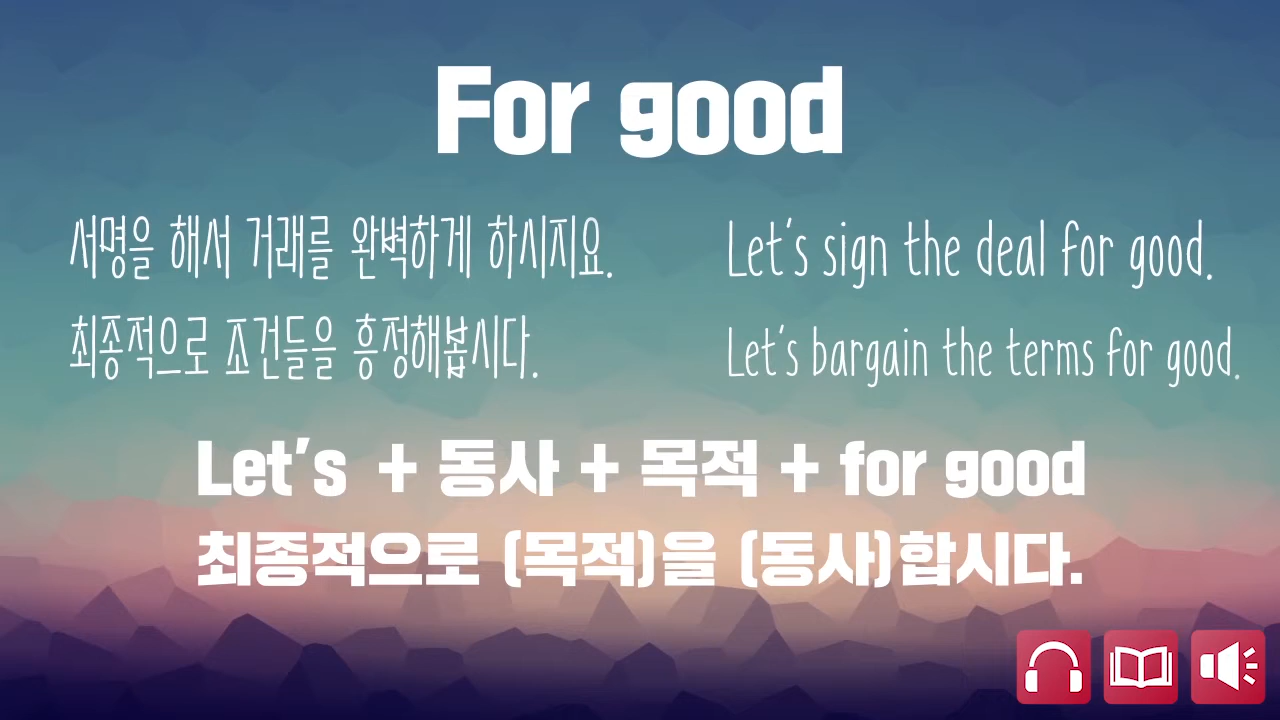 For good
서명을 해서 거래를 완벽하게 하시지요.
Let's sign the deal for good.
최종적으로 조건들을 흥정해봅시다.
Let's bargain the terms for good.
Let's + 동사 + 목적 + for good
최종적으로 (목적)을 (동사)합시다.